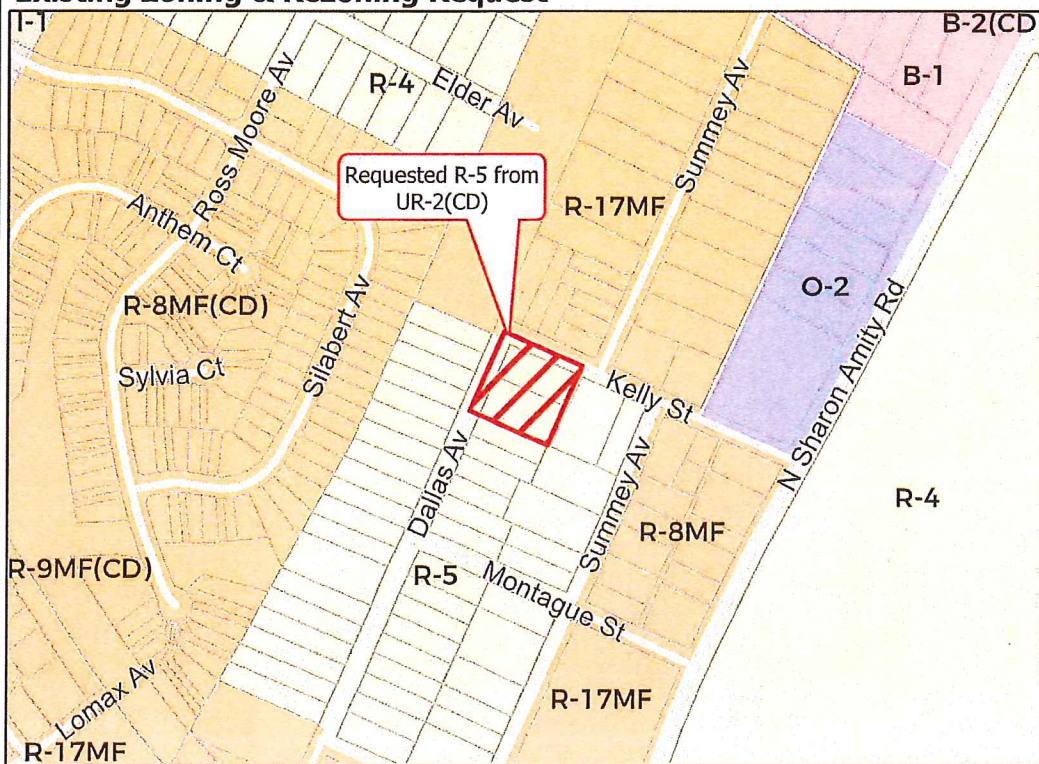 Existing Zoning & Rezoning Request
I-1
B-2(CD
B-1
R-4
Elder Av
Ross Moore Av
Summey Av
Requested R-5 from
UR-2(CD)
R-17MF
Anthem Ct
O-2
R-8MF(CD)
Silabert Av
Sylvia Ct
Kelly St
N Sharon Amity Rd
Dallas Av
Summey Av
R-4
R-8MF
R-9MF(CD)
R-5
Montague St
R-17MF
Lomax Av
R-17MF